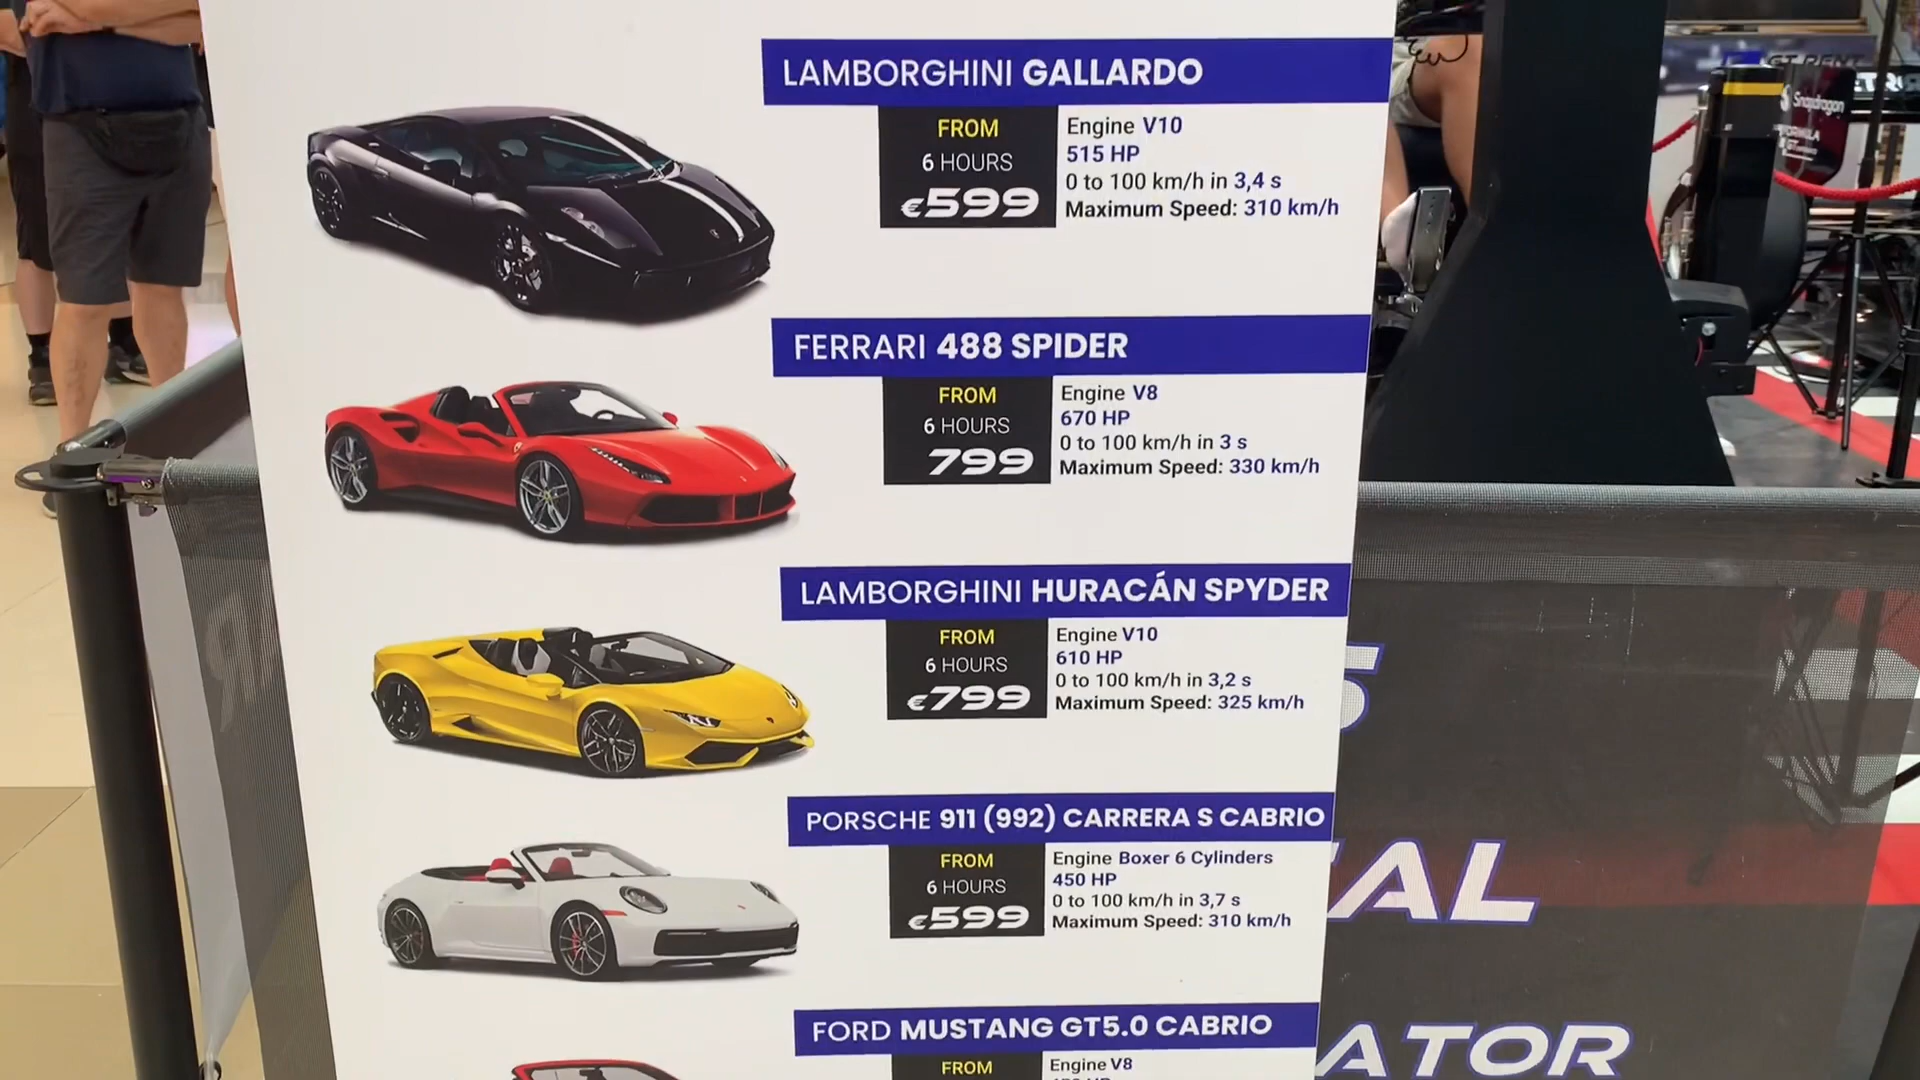 LAMBORGHINI GALLARDO
FROM
6 HOURS
€599
Engine V10
515 HP
0 to 100 km/h in 3,4 s
Maximum Speed: 310 km/h
FERRARI 488 SPIDER
FROM
6 HOURS
799
Engine V8
670 HP
0 to 100 km/h in 3 s
Maximum Speed: 330 km/h
LAMBORGHINI HURACÁN SPYDER
FROM
6 HOURS
€799
Engine V10
610 HP
0 to 100 km/h in 3,2 s
Maximum Speed: 325 km/h
PORSCHE 911 (992) CARRERA S CABRIO
FROM
6 HOURS
€599
Engine Boxer 6 Cylinders
450 HP
0 to 100 km/h in 3,7 s
Maximum Speed: 310 km/h
FORD MUSTANG GT5.0 CABRIO
FROM
Engine V8
GT RENT
Snapdragon
5
AL
ATOR